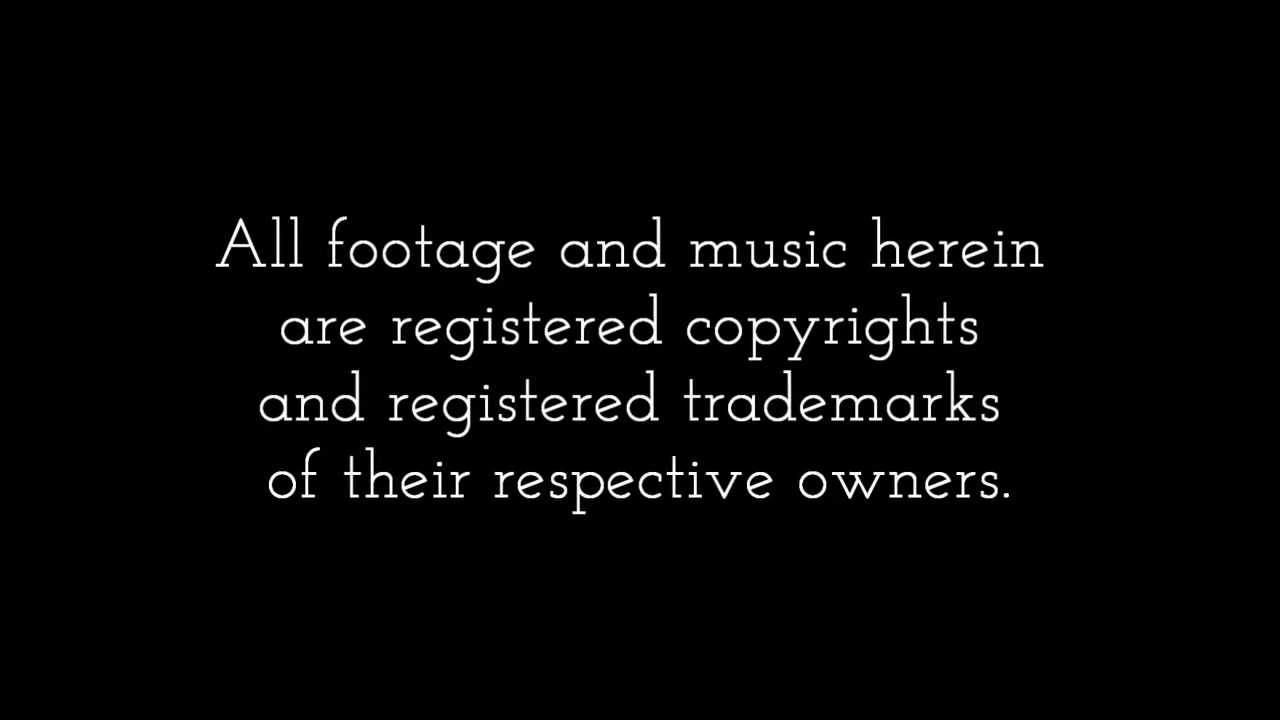 All footage and music herein
are registered copyrights
and registered trademarks
of their respective owners.